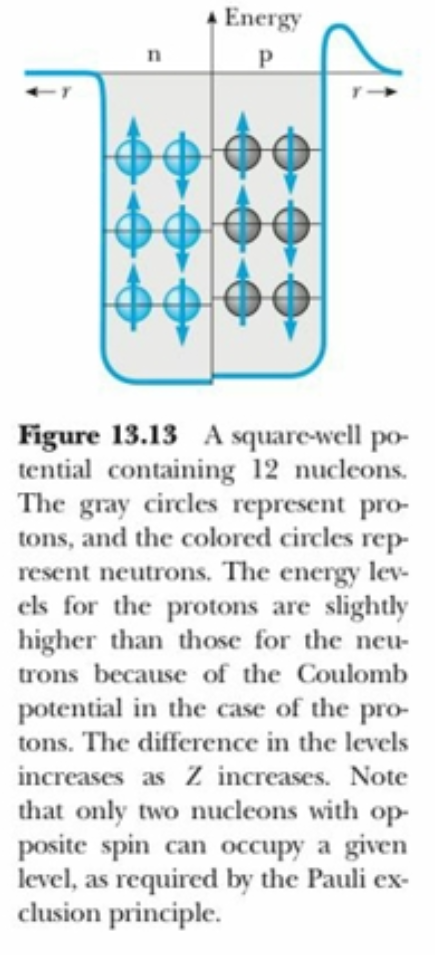 Energy
n
p
← r
r →
Figure 13.13 A square-well po-
tential containing 12 nucleons.
The gray circles represent pro-
tons, and the colored circles rep-
resent neutrons. The energy lev-
els for the protons are slightly
higher than those for the neu-
trons because of the Coulomb
potential in the case of the pro-
tons. The difference in the levels
increases as Z increases. Note
that only two nucleons with op-
posite spin can occupy a given
level, as required by the Pauli ex-
clusion principle.